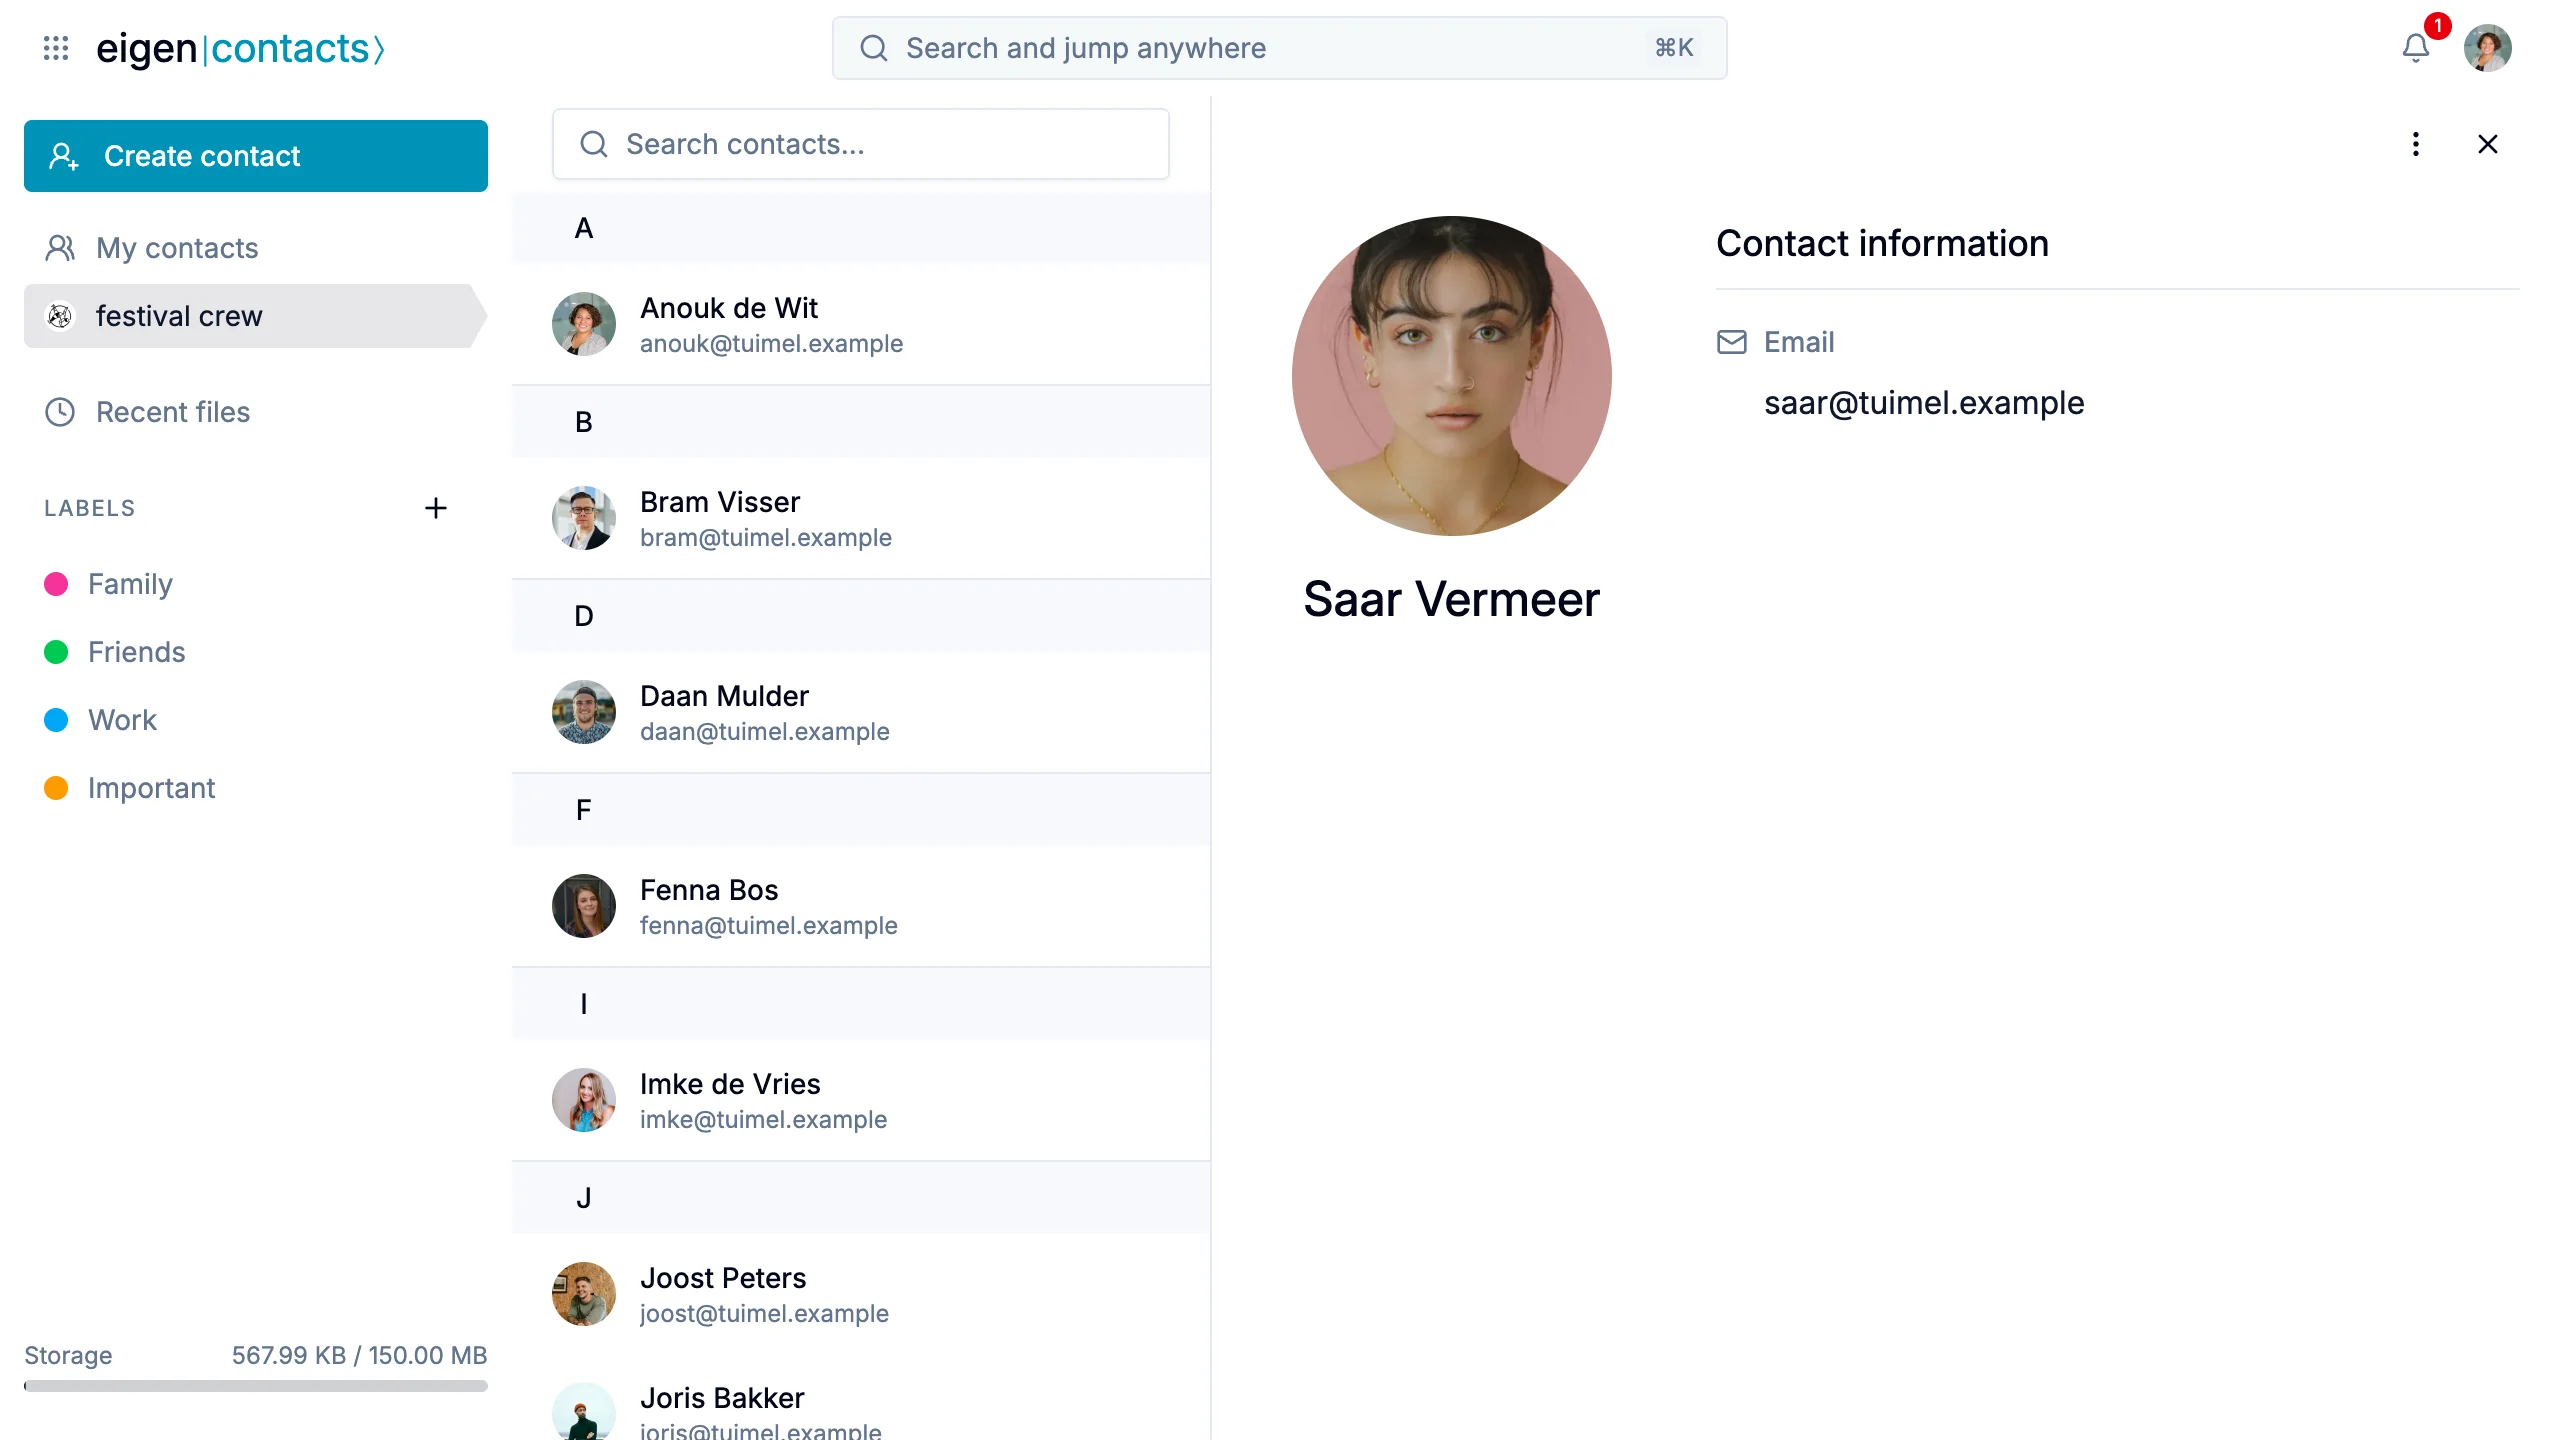 eigen|contacts
Search and jump anywhere
⌘K
1
Create contact
My contacts
festival crew
Recent files
LABELS
Family
Friends
Work
Important
Storage
567.99 KB / 150.00 MB
Search contacts...
A
Anouk de Wit
anouk@tuimel.example
B
Bram Visser
bram@tuimel.example
D
Daan Mulder
daan@tuimel.example
F
Fenna Bos
fenna@tuimel.example
I
Imke de Vries
imke@tuimel.example
J
Joost Peters
joost@tuimel.example
Joris Bakker
joris@tuimel.example
Saar Vermeer
Contact information
Email
saar@tuimel.example